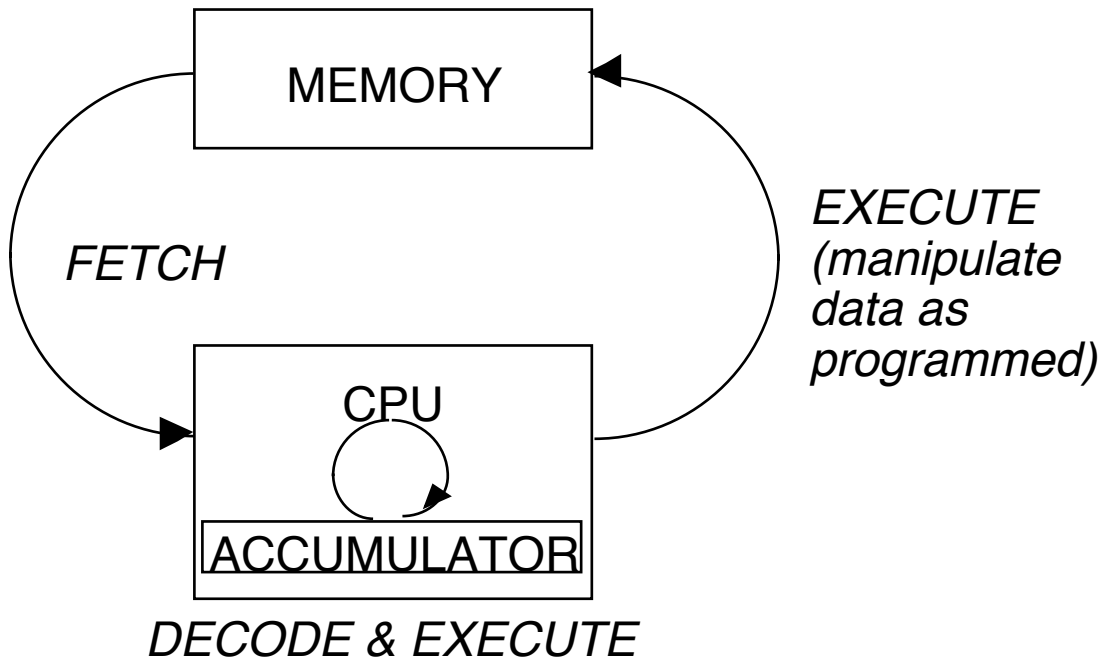 MEMORY
FETCH
EXECUTE
(manipulate
data as
programmed)
CPU
ACCUMULATOR
DECODE & EXECUTE